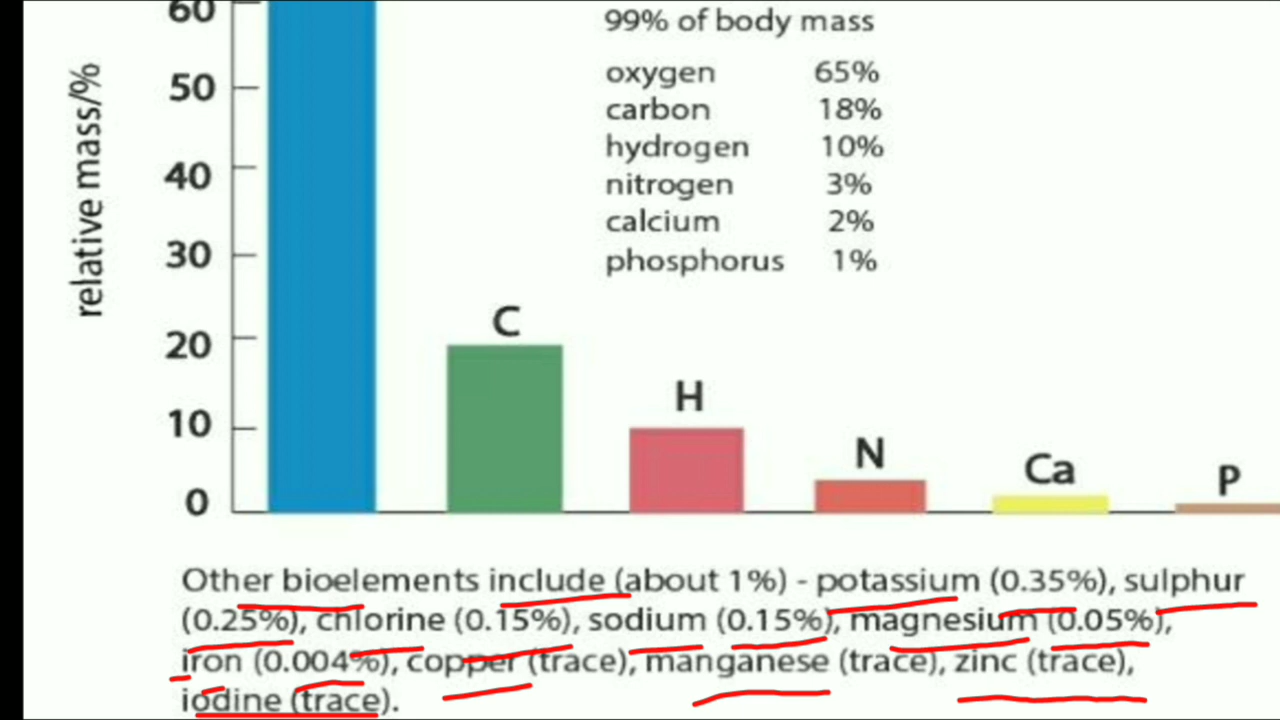 60
99% of body mass
relative mass/%
oxygen 65%
50
carbon 18%
hydrogen 10%
40
nitrogen 3%
calcium 2%
30
phosphorus 1%
C
20
H
10
N
Ca
P
0
Other bioelements include (about 1%) - potassium (0.35%), sulphur
(0.25%), chlorine (0.15%), sodium (0.15%), magnesium (0.05%),
iron (0.004%), copper (trace), manganese (trace), zinc (trace),
iodine (trace).